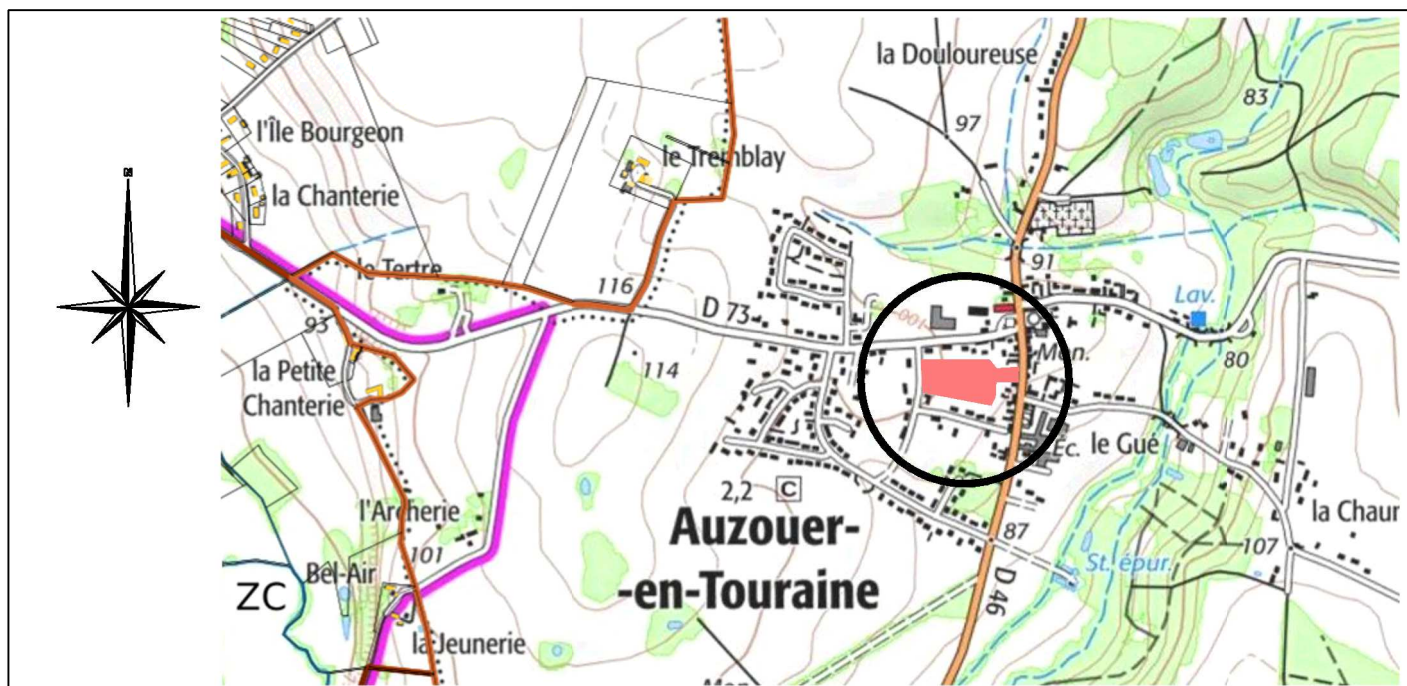 la Douloureuse
83
97
l'Île Bourgeon
le Tremblay
la Chanterie
91
le Tertre
116
D 73
100
Lav.
93
Mon.
80
114
la Petite
Chanterie
Éc.
le Gué
2,2
C
l'Archerie
Auzouer-
-en-Touraine
87
la Chaur
107
101
Bel-Air
St. épur.
ZC
D 46
la Jeunerie
Mon.